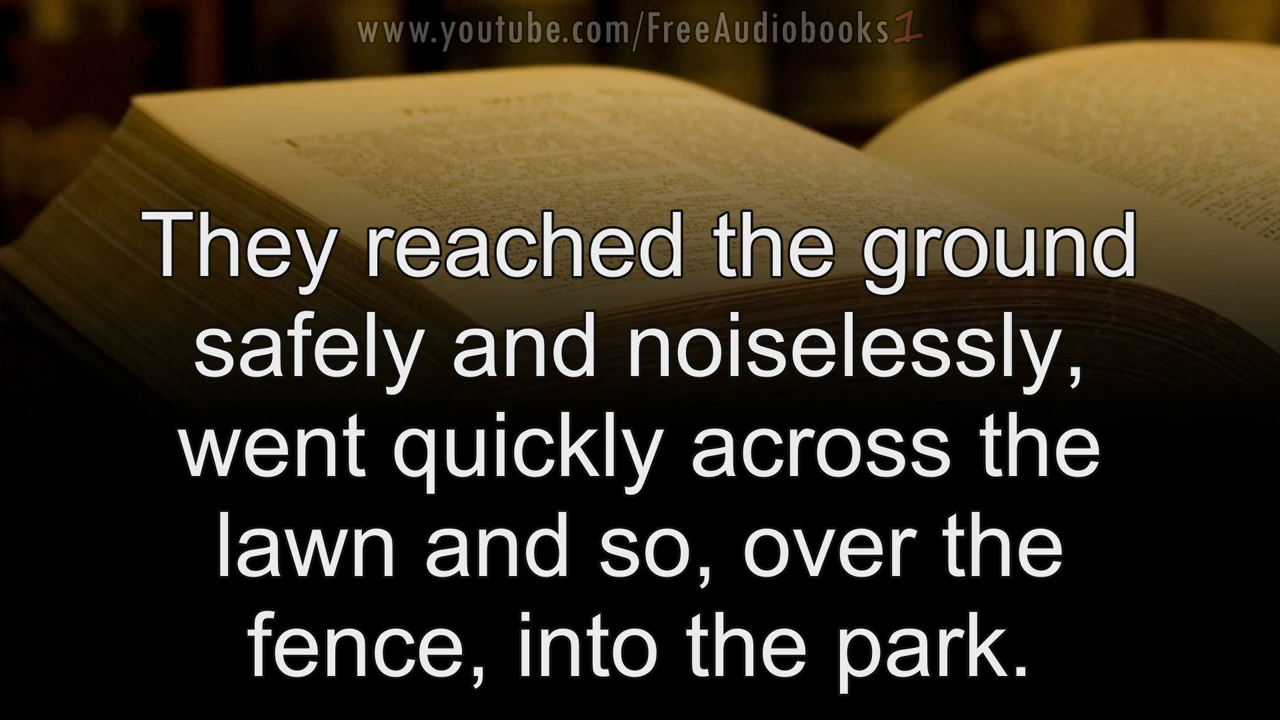 www.youtube.com/FreeAudiobooks1
They reached the ground
safely and noiselessly,
went quickly across the
lawn and so, over the
fence, into the park.